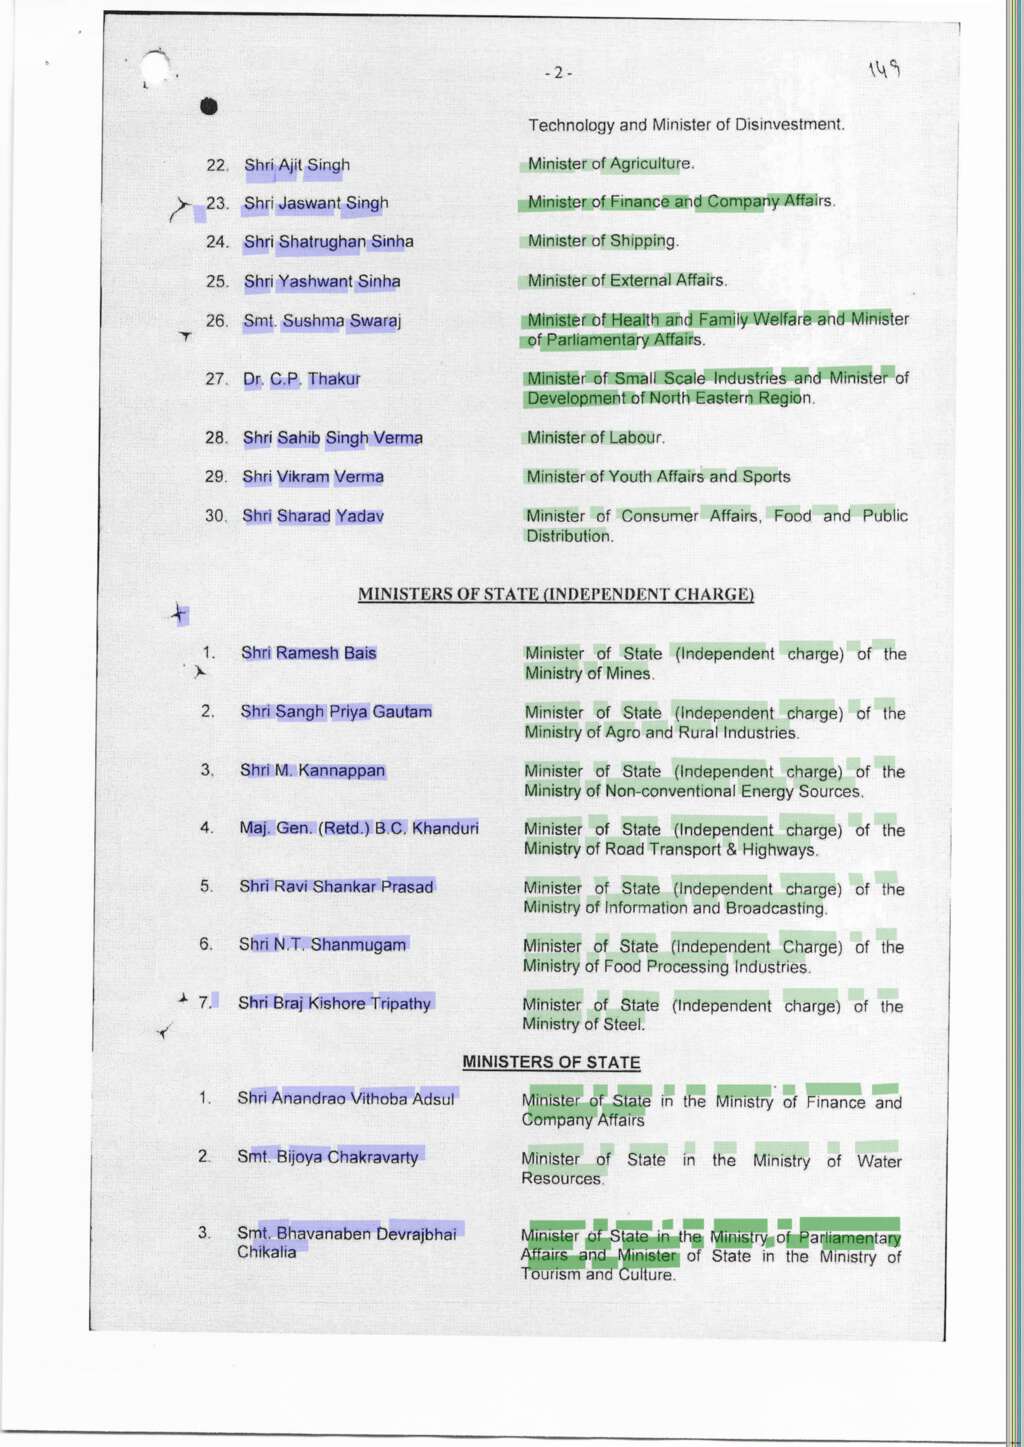 -2-
149
Technology and Minister of Disinvestment.
22. Shri Ajit Singh Minister of Agriculture.
23. Shri Jaswant Singh Minister of Finance and Company Affairs.
24. Shri Shatrughan Sinha Minister of Shipping.
25. Shri Yashwant Sinha Minister of External Affairs.
26. Smt. Sushma Swaraj Minister of Health and Family Welfare and Minister
of Parliamentary Affairs.
27. Dr. C.P. Thakur Minister of Small Scale Industries and Minister of
Development of North Eastern Region.
28. Shri Sahib Singh Verma Minister of Labour.
29. Shri Vikram Verma Minister of Youth Affairs and Sports
30. Shri Sharad Yadav Minister of Consumer Affairs, Food and Public
Distribution.
MINISTERS OF STATE (INDEPENDENT CHARGE)
1. Shri Ramesh Bais Minister of State (Independent charge) of the
Ministry of Mines.
2. Shri Sangh Priya Gautam Minister of State (Independent charge) of the
Ministry of Agro and Rural Industries.
3. Shri M. Kannappan Minister of State (Independent charge) of the
Ministry of Non-conventional Energy Sources.
4. Maj. Gen. (Retd.) B.C. Khanduri Minister of State (Independent charge) of the
Ministry of Road Transport & Highways.
5. Shri Ravi Shankar Prasad Minister of State (Independent charge) of the
Ministry of Information and Broadcasting.
6. Shri N.T. Shanmugam Minister of State (Independent Charge) of the
Ministry of Food Processing Industries.
7. Shri Braj Kishore Tripathy Minister of State (Independent charge) of the
Ministry of Steel.
MINISTERS OF STATE
1. Shri Anandrao Vithoba Adsul Minister of State in the Ministry of Finance and
Company Affairs
2. Smt. Bijoya Chakravarty Minister of State in the Ministry of Water
Resources.
3. Smt. Bhavanaben Devrajbhai Minister of State in the Ministry of Parliamentary
Chikalia Affairs and Minister of State in the Ministry of
Tourism and Culture.